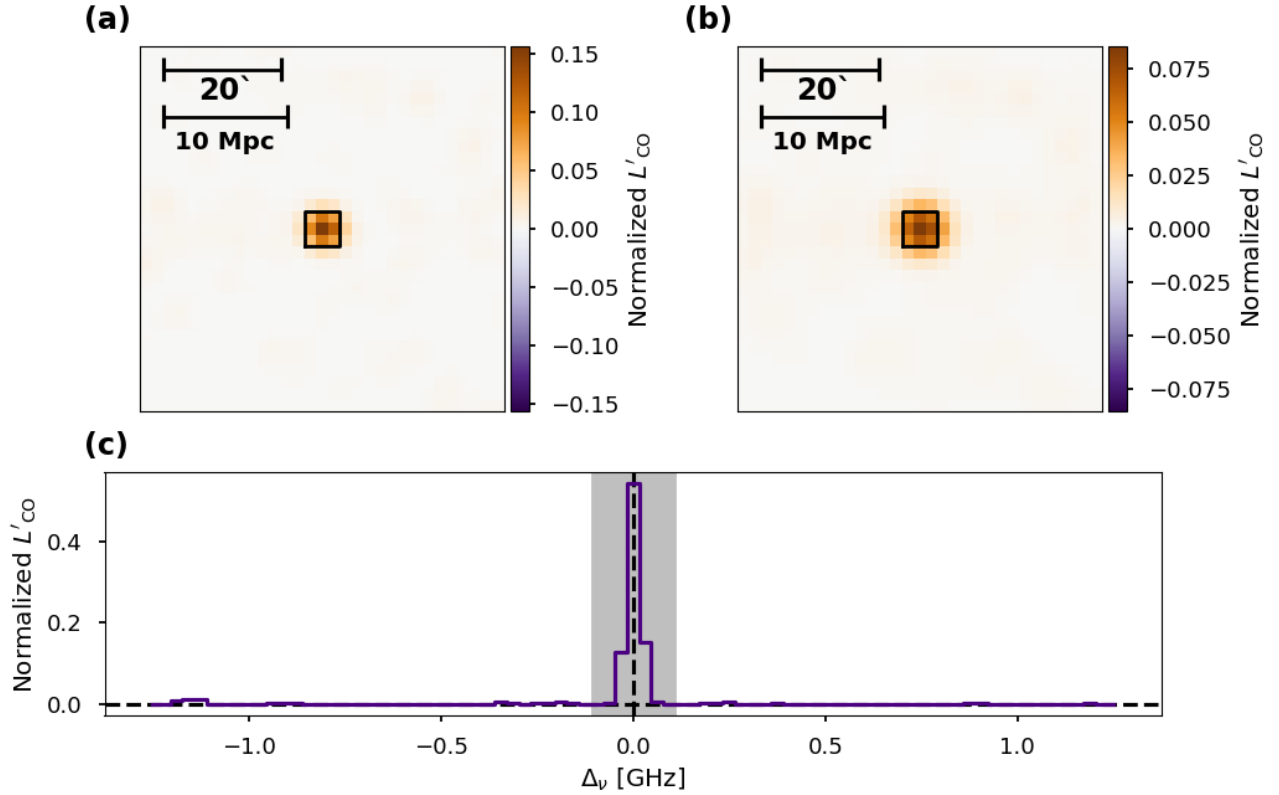 (a)
20`
10 Mpc
0.15
0.10
0.05
0.00
−0.05
−0.10
−0.15
Normalized L′CO
(b)
20`
10 Mpc
0.075
0.050
0.025
0.000
−0.025
−0.050
−0.075
Normalized L′CO
(c)
Normalized L′CO
0.4
0.2
0.0
−1.0
−0.5
0.0
0.5
1.0
Δν [GHz]